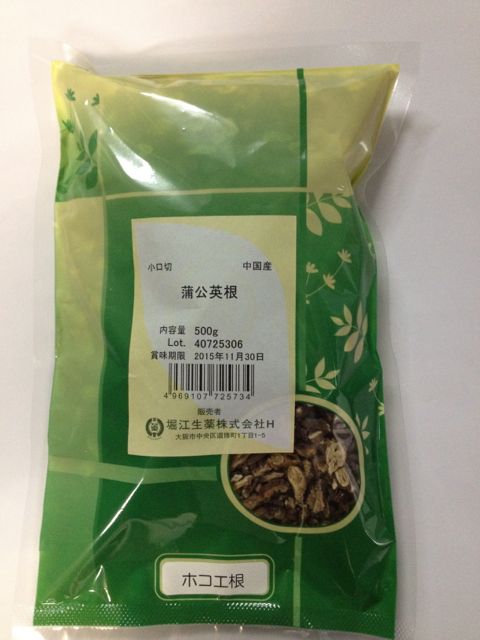 小口切 中国産
蒲公英根
内容量 500g
Lot. 40725306
賞味期限 2015年11月30日
4 969107 725734
販売者
堀江生薬株式会社H
大阪市中央区道修町1丁目1-5
ホコエ根